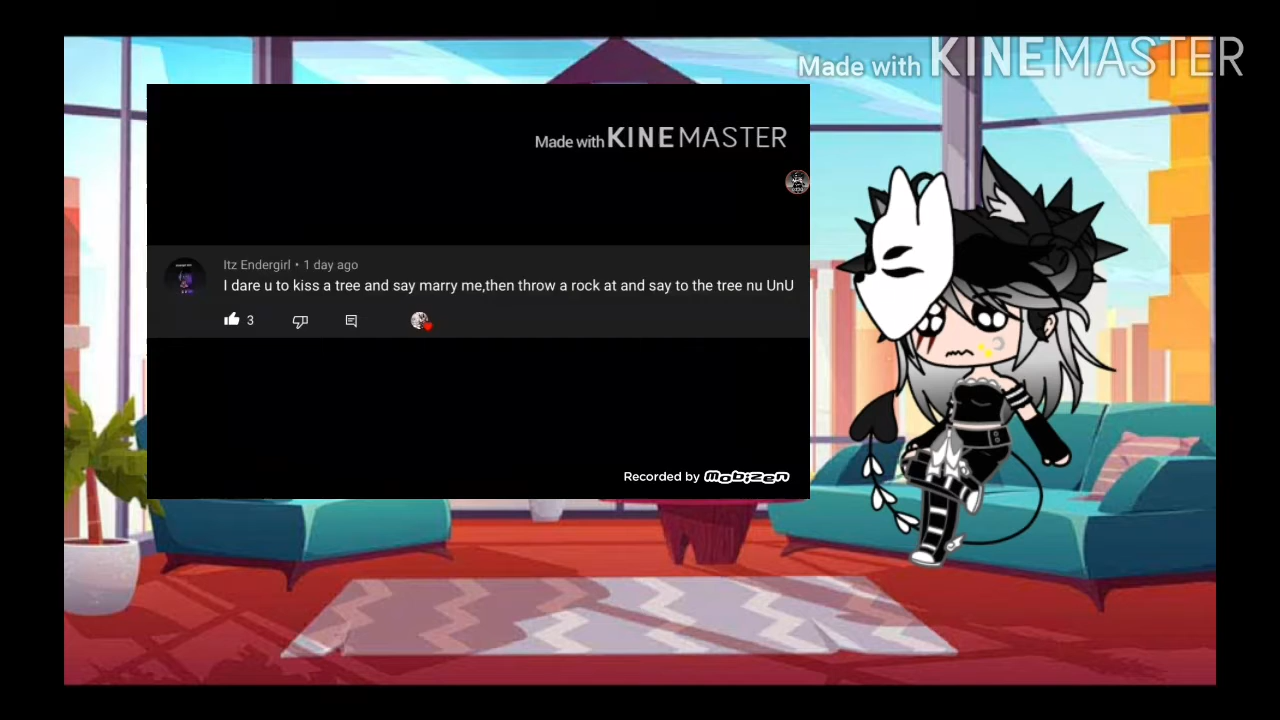 Made with KINEMASTER
Made with KINEMASTER
Itz Endergirl • 1 day ago
I dare u to kiss a tree and say marry me,then throw a rock at and say to the tree nu UnU
3
Recorded by Mobizen